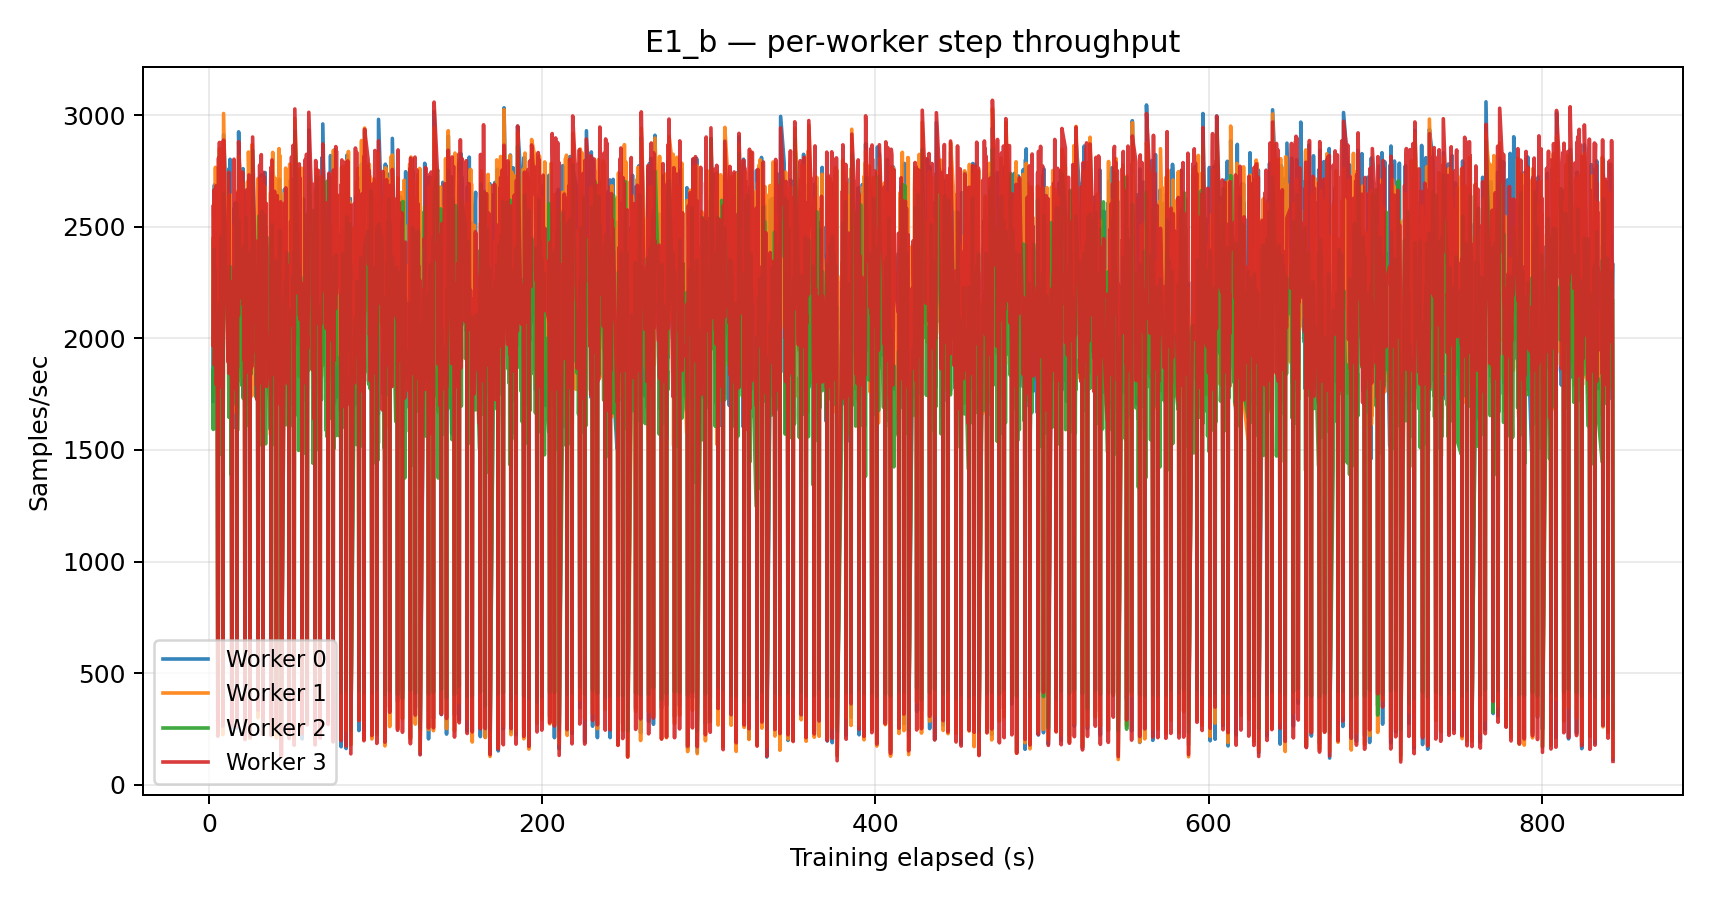 E1_b — per-worker step throughput
Samples/sec
3000
2500
2000
1500
1000
500
0
Worker 0
Worker 1
Worker 2
Worker 3
0
200
400
600
800
Training elapsed (s)